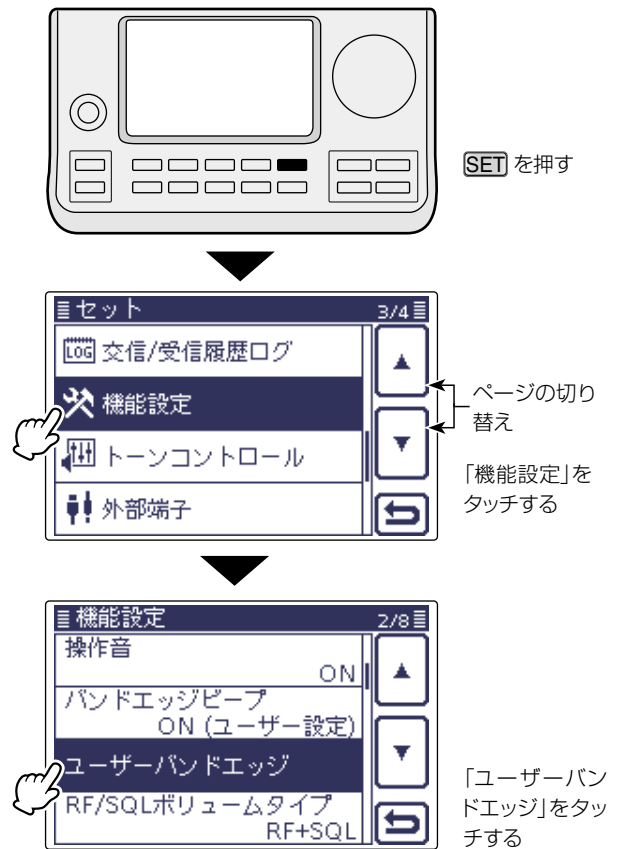 SET を押す
セット 3/4
LOG 交信/受信履歴ログ
機能設定
トーンコントロール
外部端子
ページの切り
替え
「機能設定」を
タッチする
機能設定 2/8
操作音
ON
バンドエッジビープ
ON (ユーザー設定)
ユーザーバンドエッジ
RF/SQLボリュームタイプ
RF+SQL
「ユーザーバン
ドエッジ」をタッ
チする